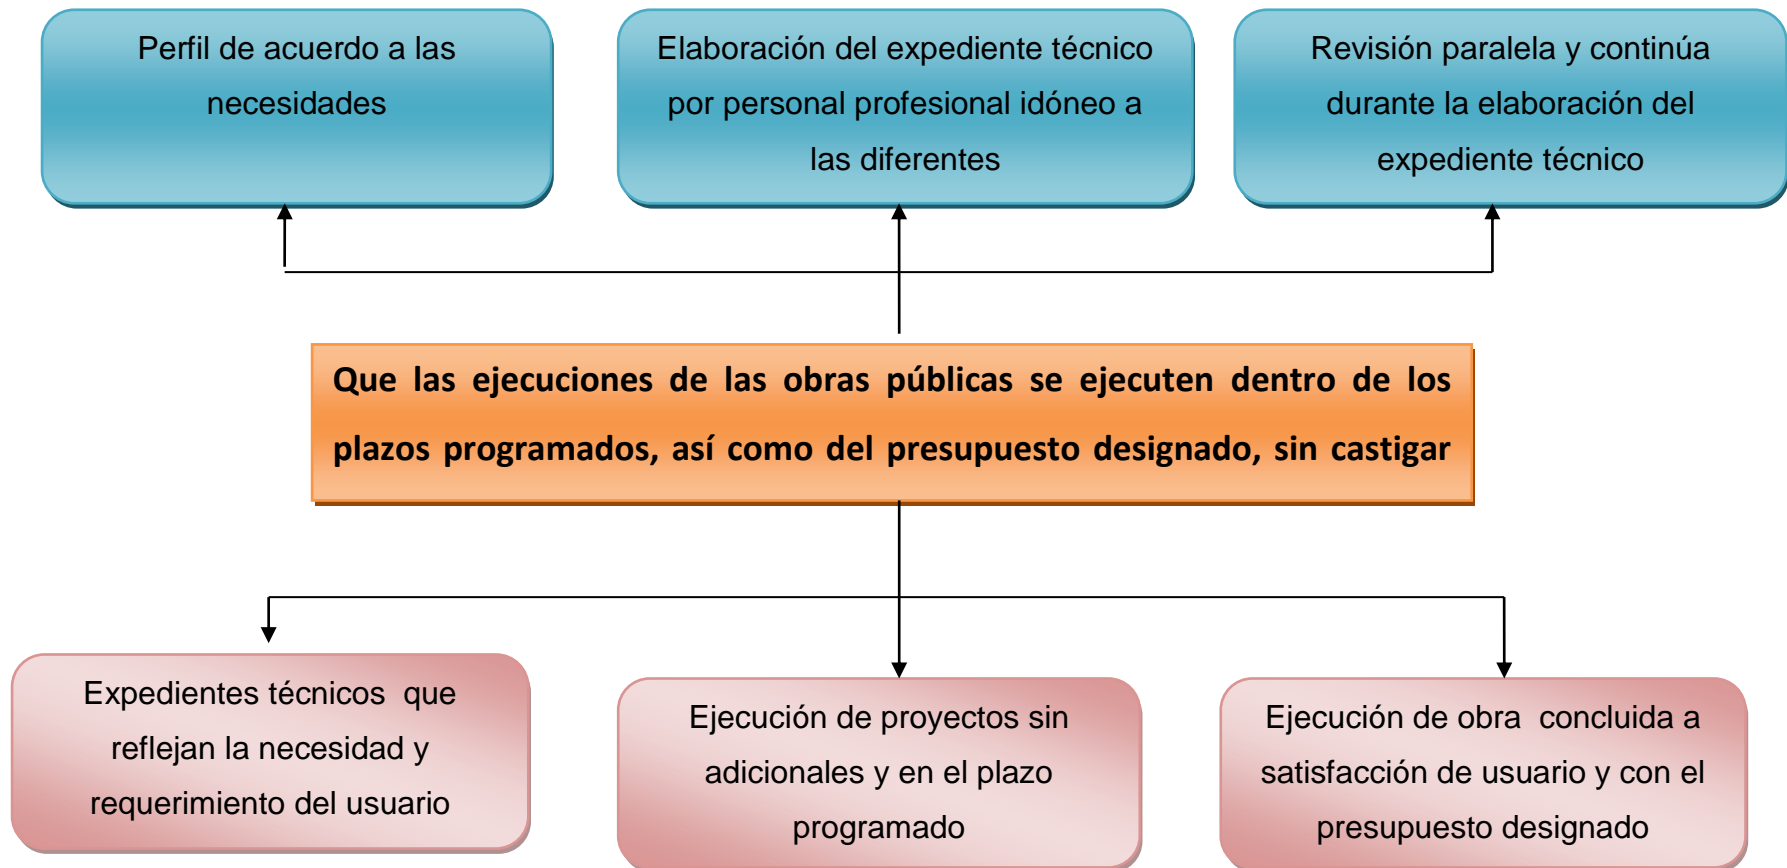 Perfil de acuerdo a las
necesidades
Elaboración del expediente técnico
por personal profesional idóneo a
las diferentes
Revisión paralela y continúa
durante la elaboración del
expediente técnico
Que las ejecuciones de las obras públicas se ejecuten dentro de los
plazos programados, así como del presupuesto designado, sin castigar
Expedientes técnicos que
reflejan la necesidad y
requerimiento del usuario
Ejecución de proyectos sin
adicionales y en el plazo
programado
Ejecución de obra concluida a
satisfacción de usuario y con el
presupuesto designado